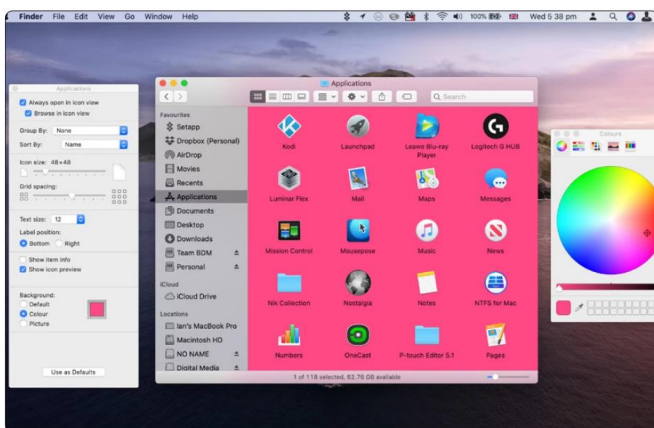 Finder File Edit View Go Window Help 100% Wed 5 38 pm
Applications
Always open in icon view
Browse in icon view
Group By: None
Sort By: Name
Icon size: 48×48
Grid spacing:
Text size: 12
Label position:
Bottom Right
Show item info
Show icon preview
Background:
Default
Colour
Picture
Use as Defaults
Applications
Search
Favourites
Setapp
Dropbox (Personal)
AirDrop
Movies
Recents
Applications
Documents
Desktop
Downloads
Team BDM
Personal
iCloud
iCloud Drive
Locations
Ian's MacBook Pro
Macintosh HD
NO NAME
Digital Media
Kodi Launchpad Leawo Blu-ray Logitech G HUB
Player
Luminar Flex Mail Maps Messages
Mission Control Mousepose Music News
Nik Collection Nostalgia Notes NTFS for Mac
Numbers OneCast P-touch Editor 5.1 Pages
1 of 118 selected, 62.76 GB available
Colours